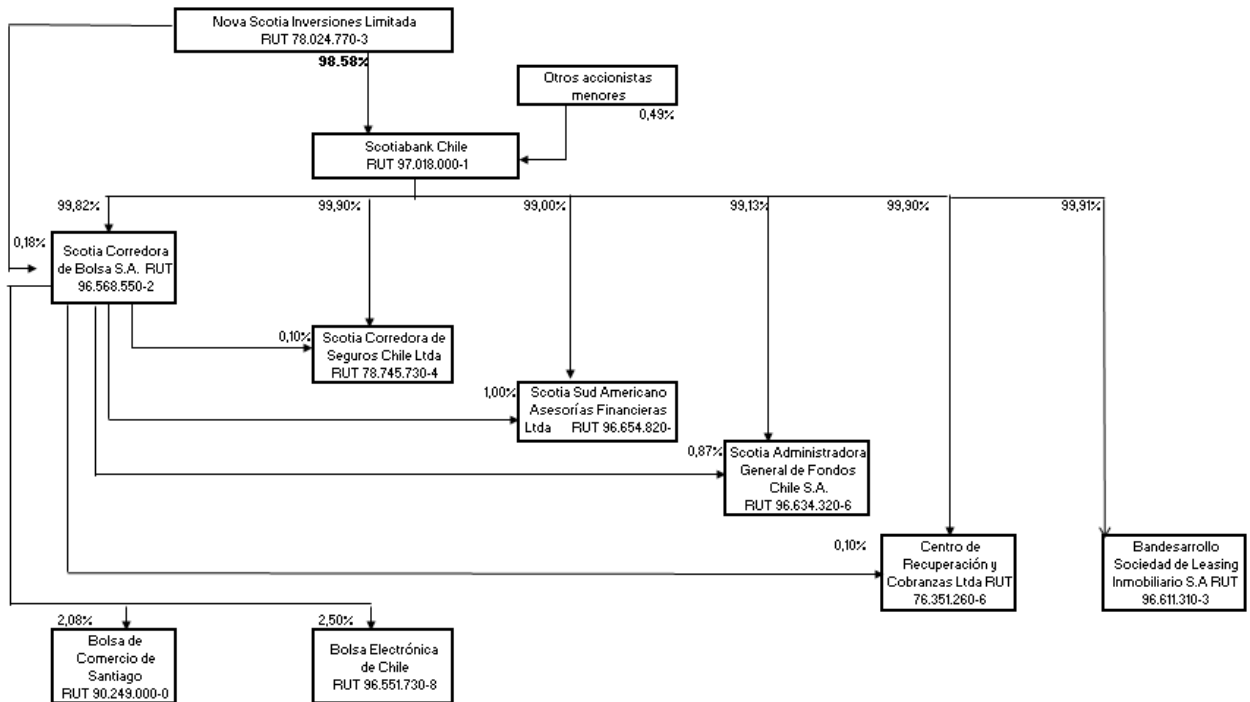 Nova Scotia Inversiones Limitada
RUT 78.024.770-3
98.58%
Otros accionistas
menores
0,49%
Scotiabank Chile
RUT 97.018.000-1
99,82%
99,90%
99,00%
99,13%
99,90%
99,91%
0,18%
Scotia Corredora
de Bolsa S.A. RUT
96.568.550-2
0,10%
Scotia Corredora de
Seguros Chile Ltda
RUT 78.745.730-4
1,00%
Scotia Sud Americano
Asesorías Financieras
Ltda RUT 96.654.820-
0,87%
Scotia Administradora
General de Fondos
Chile S.A.
RUT 96.634.320-6
0,10%
Centro de
Recuperación y
Cobranzas Ltda RUT
76.351.260-6
Bandesarrollo
Sociedad de Leasing
Inmobiliario S.A RUT
96.611.310-3
2,08%
Bolsa de
Comercio de
Santiago
RUT 90.249.000-0
2,50%
Bolsa Electrónica
de Chile
RUT 96.551.730-8